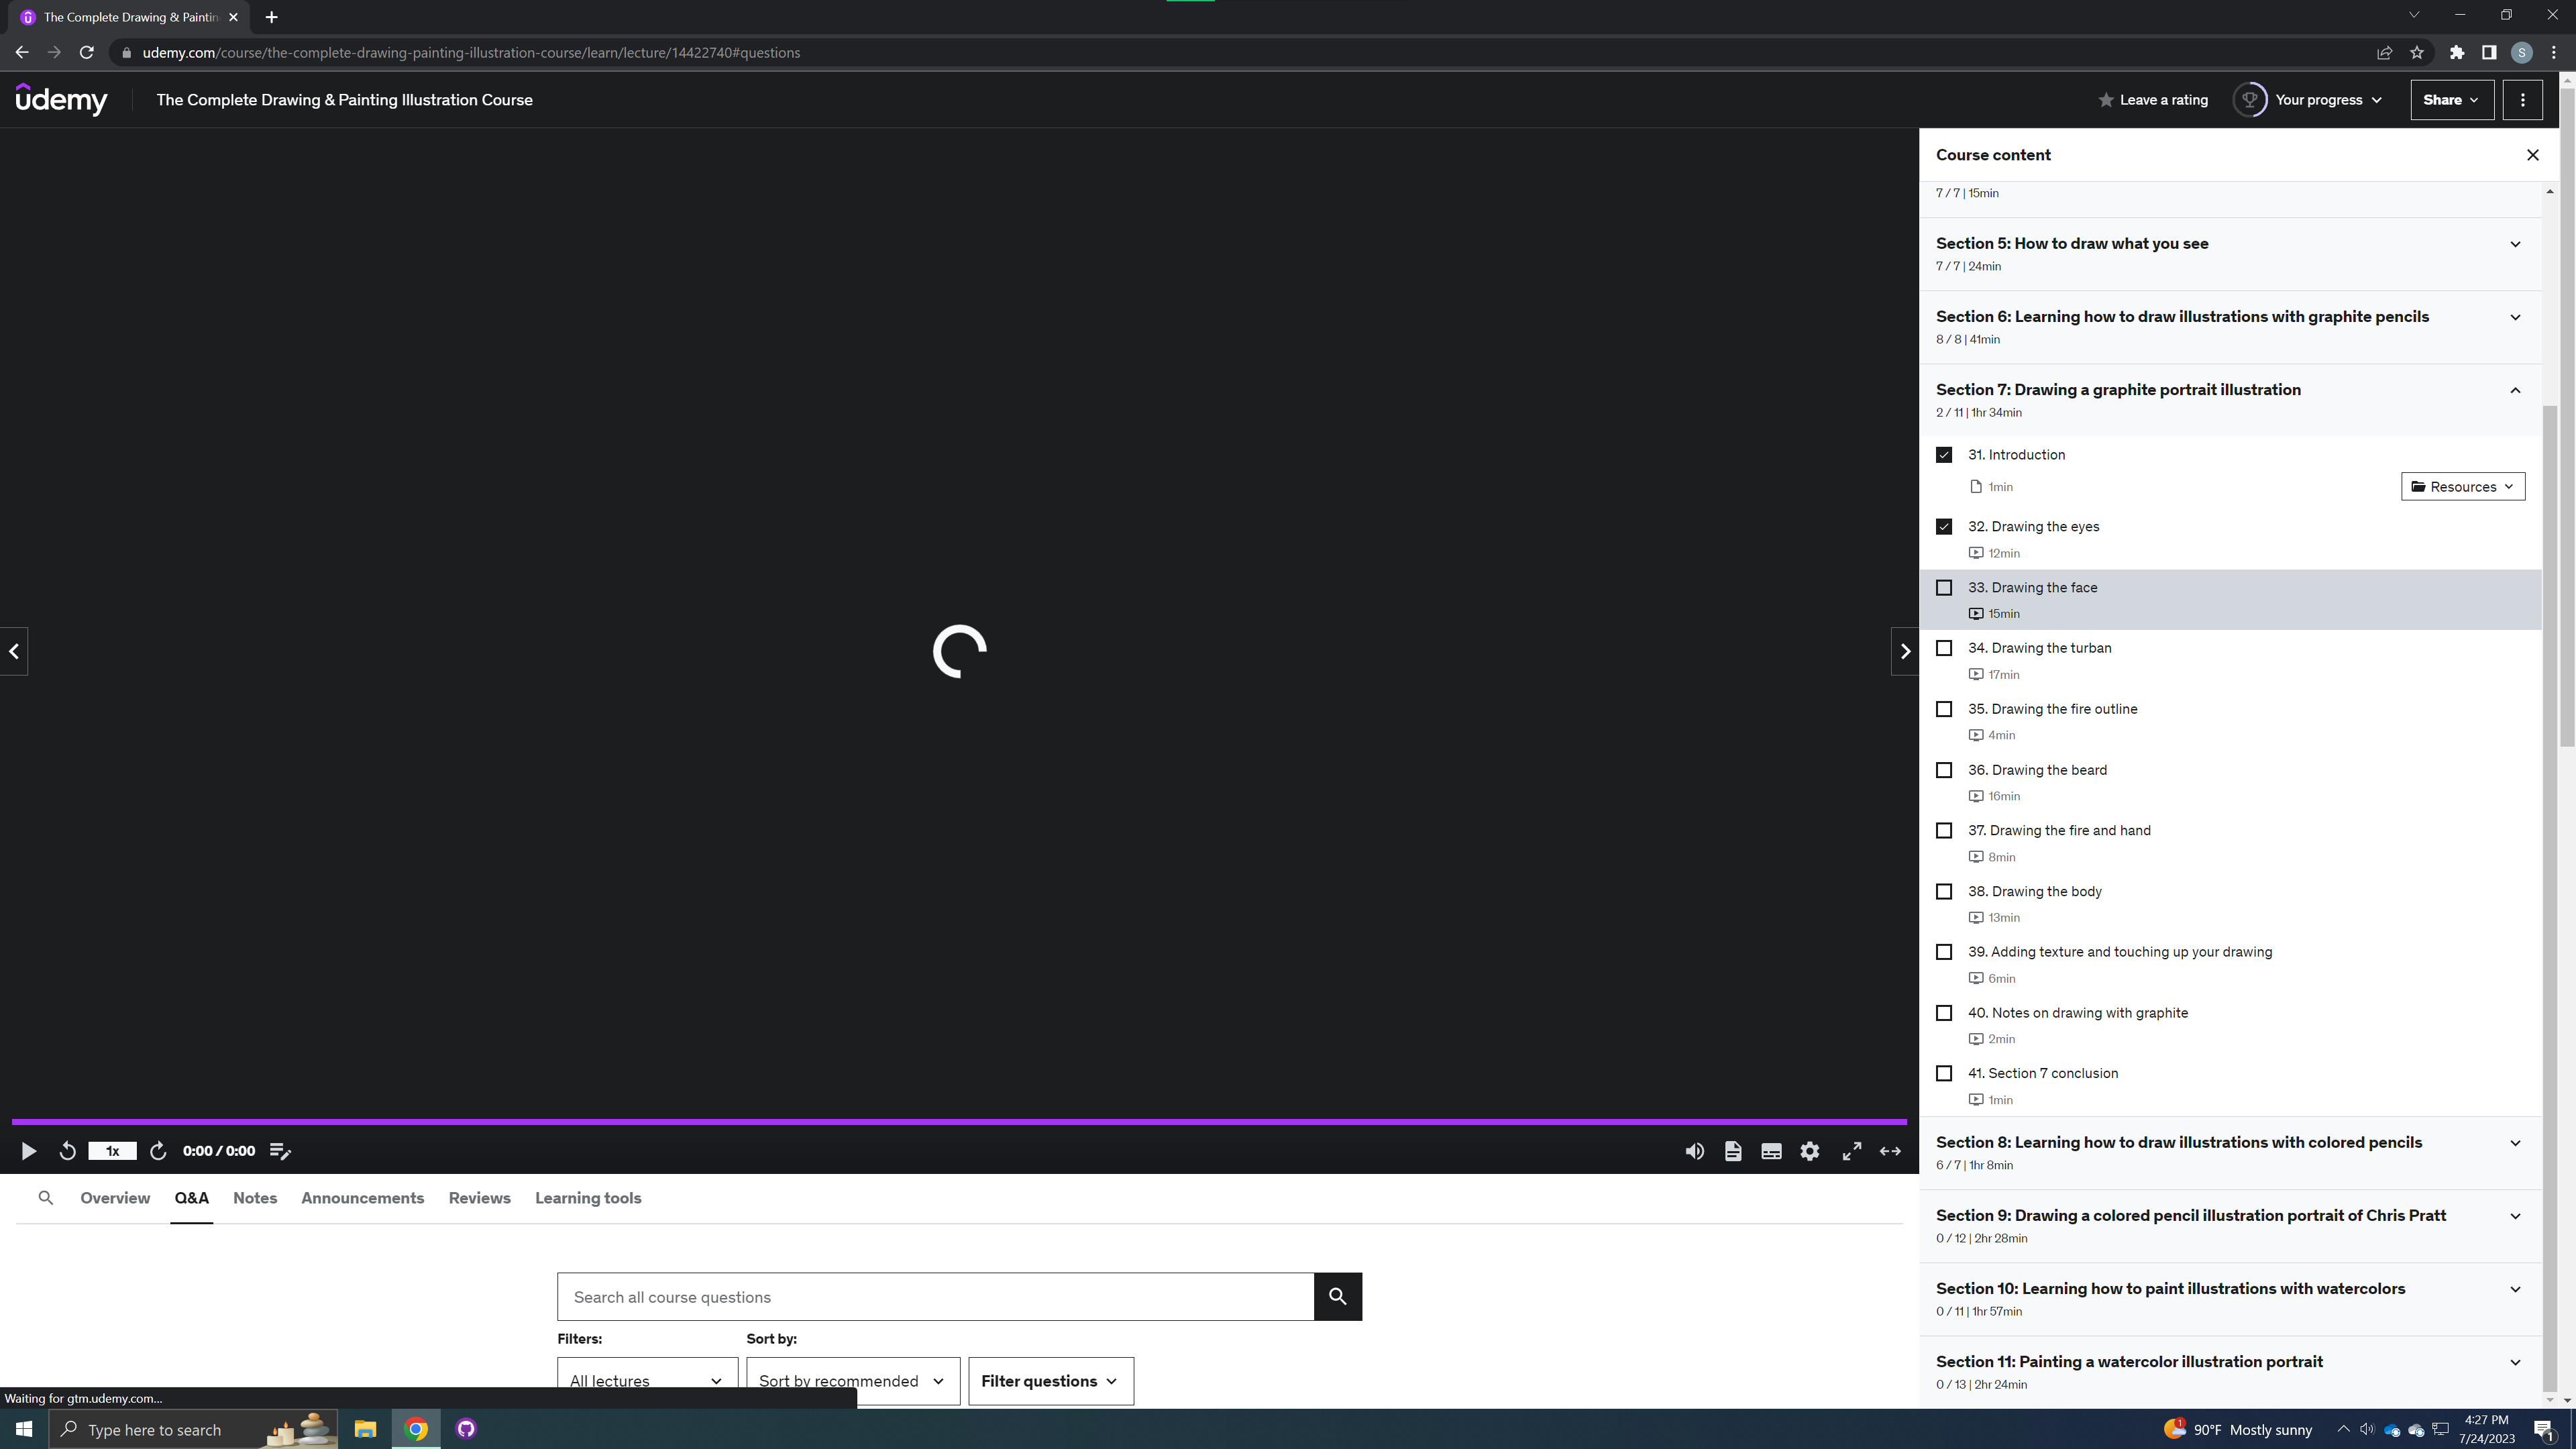 The Complete Drawing & Paintin
udemy.com/course/the-complete-drawing-painting-illustration-course/learn/lecture/14422740#questions
S
udemy
The Complete Drawing & Painting Illustration Course
Leave a rating
Your progress
Share
Course content
7 / 7 | 15min
Section 5: How to draw what you see
7 / 7 | 24min
Section 6: Learning how to draw illustrations with graphite pencils
8 / 8 | 41min
Section 7: Drawing a graphite portrait illustration
2 / 11 | 1hr 34min
31. Introduction
1min
Resources
32. Drawing the eyes
12min
33. Drawing the face
15min
34. Drawing the turban
17min
35. Drawing the fire outline
4min
36. Drawing the beard
16min
37. Drawing the fire and hand
8min
38. Drawing the body
13min
39. Adding texture and touching up your drawing
6min
40. Notes on drawing with graphite
2min
41. Section 7 conclusion
1min
Section 8: Learning how to draw illustrations with colored pencils
6 / 7 | 1hr 8min
Section 9: Drawing a colored pencil illustration portrait of Chris Pratt
0 / 12 | 2hr 28min
Section 10: Learning how to paint illustrations with watercolors
0 / 11 | 1hr 57min
Section 11: Painting a watercolor illustration portrait
0 / 13 | 2hr 24min
1x
0:00 / 0:00
Overview
Q&A
Notes
Announcements
Reviews
Learning tools
Search all course questions
Filters:
Sort by:
All lectures
Sort by recommended
Filter questions
Waiting for gtm.udemy.com...
Type here to search
1
90°F Mostly sunny
4:27 PM
7/24/2023
1